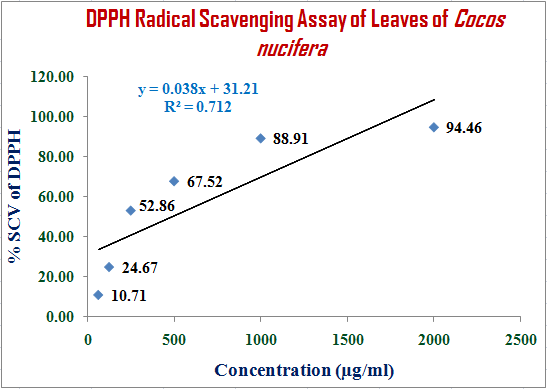 DPPH Radical Scavenging Assay of Leaves of Cocos
nucifera
y = 0.038x + 31.21
R² = 0.712
% SCV of DPPH
120.00
100.00
80.00
60.00
40.00
20.00
0.00
88.91
94.46
67.52
52.86
24.67
10.71
0 500 1000 1500 2000 2500
Concentration (µg/ml)